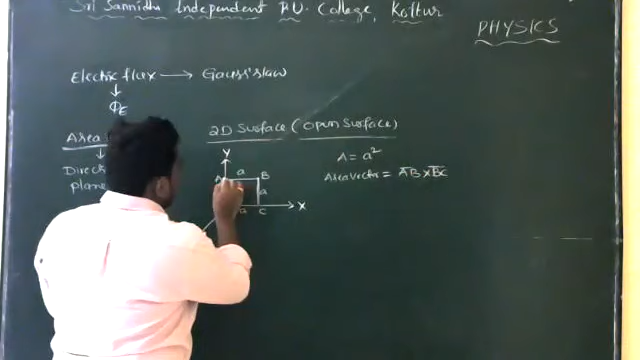 Sri Sannidhi Independent P.U. College, Kottur
PHYSICS
Electric flux → Gauss's law
↓
ΦE
Area
2D Surface (Open Surface)
↓
Direc
plane
Y
A a B
a
a C X
A = a²
Area vector = AB × BC